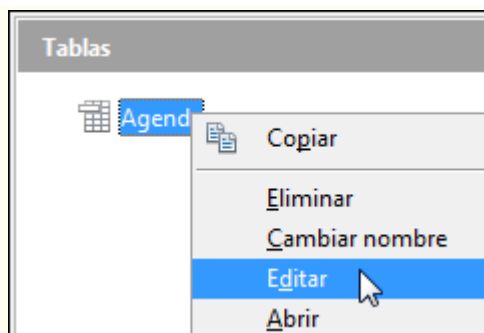 Tablas
Agend
Copiar
Eliminar
Cambiar nombre
Editar
Abrir